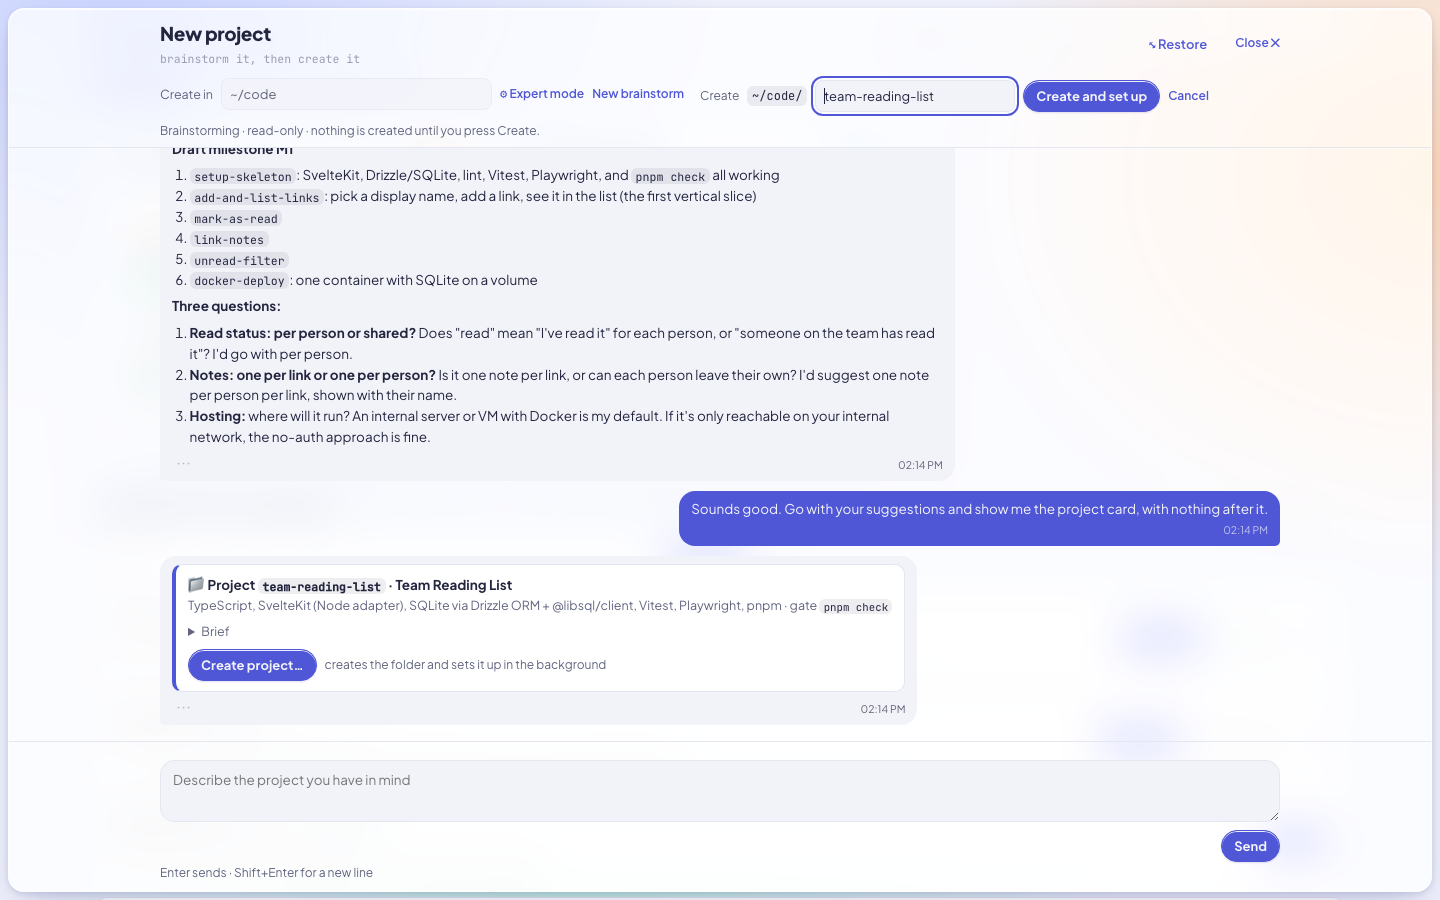 New project
brainstorm it, then create it
Restore
Close
Create in ~/code Expert mode New brainstorm Create ~/code/ team-reading-list Create and set up Cancel
Brainstorming · read-only · nothing is created until you press Create.
Draft milestone M1
1. setup-skeleton: SvelteKit, Drizzle/SQLite, lint, Vitest, Playwright, and pnpm check all working
2. add-and-list-links: pick a display name, add a link, see it in the list (the first vertical slice)
3. mark-as-read
4. link-notes
5. unread-filter
6. docker-deploy: one container with SQLite on a volume
Three questions:
1. Read status: per person or shared? Does "read" mean "I've read it" for each person, or "someone on the team has read
it"? I'd go with per person.
2. Notes: one per link or one per person? Is it one note per link, or can each person leave their own? I'd suggest one note
per person per link, shown with their name.
3. Hosting: where will it run? An internal server or VM with Docker is my default. If it's only reachable on your internal
network, the no-auth approach is fine.
02:14 PM
Sounds good. Go with your suggestions and show me the project card, with nothing after it.
02:14 PM
Project team-reading-list · Team Reading List
TypeScript, SvelteKit (Node adapter), SQLite via Drizzle ORM + @libsql/client, Vitest, Playwright, pnpm · gate pnpm check
Brief
Create project… creates the folder and sets it up in the background
02:14 PM
Describe the project you have in mind
Send
Enter sends · Shift+Enter for a new line